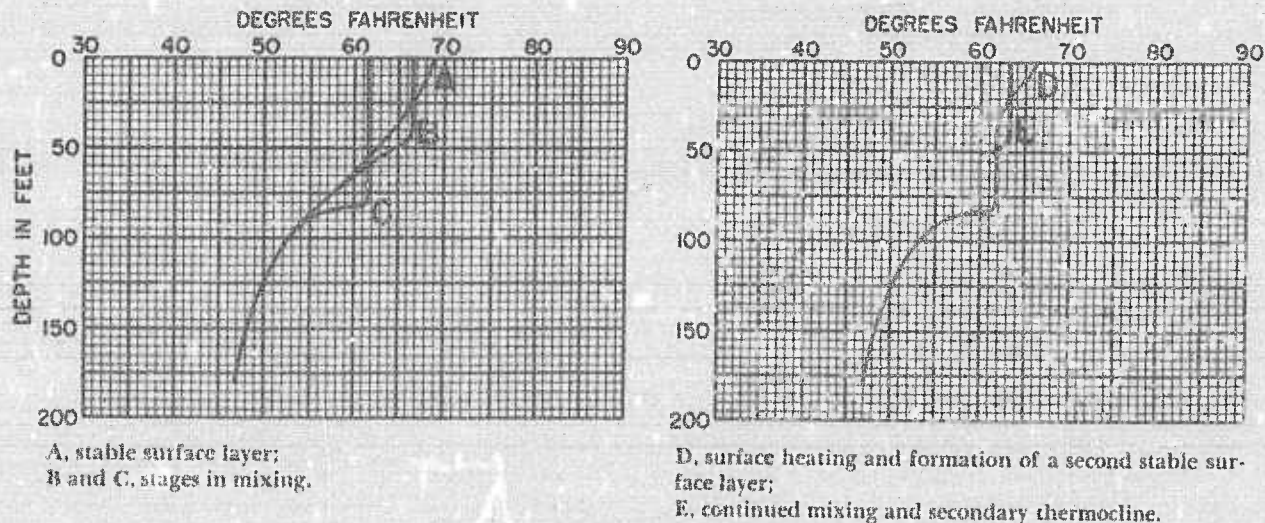 DEGREES FAHRENHEIT
30 40 50 60 70 80 90
0
50
100
150
200
DEPTH IN FEET
A
B
C
A, stable surface layer;
B and C, stages in mixing.
DEGREES FAHRENHEIT
30 40 50 60 70 80 90
0
50
100
150
200
D
D, surface heating and formation of a second stable sur-
face layer;
E, continued mixing and secondary thermocline.